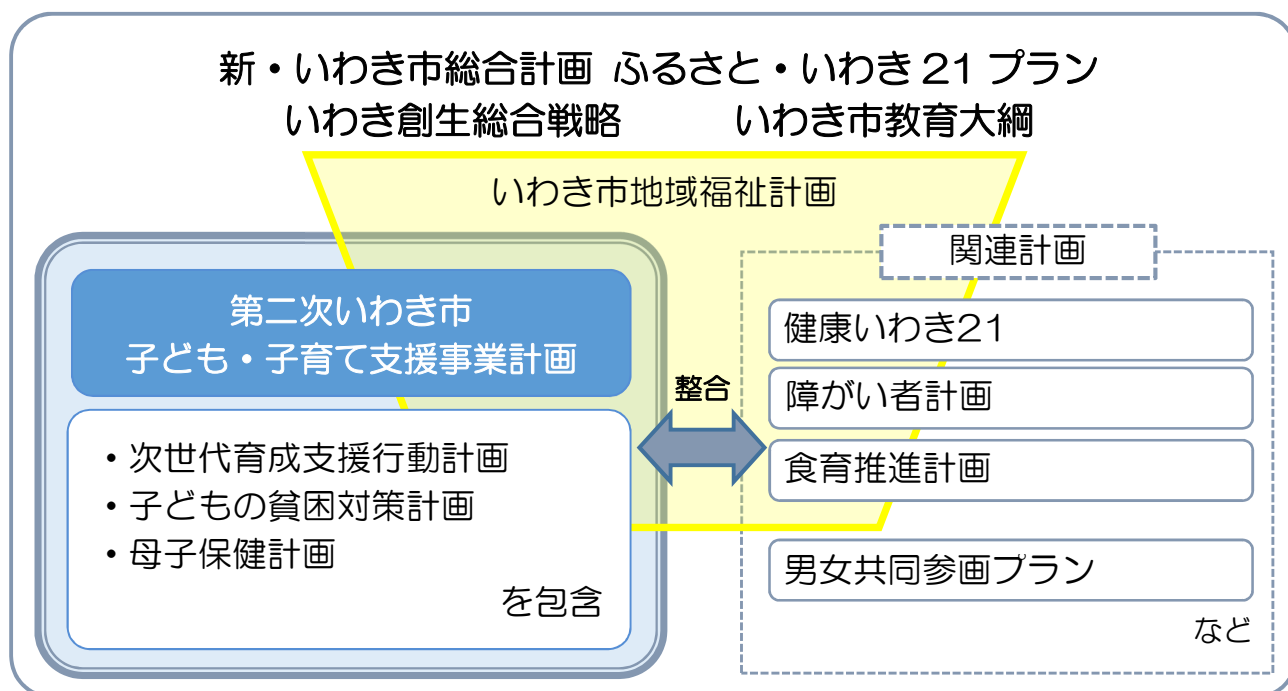 新・いわき市総合計画 ふるさと・いわき21プラン
いわき創生総合戦略 いわき市教育大綱
いわき市地域福祉計画
第二次いわき市
子ども・子育て支援事業計画
・次世代育成支援行動計画
・子どもの貧困対策計画
・母子保健計画
を包含
整合
関連計画
健康いわき21
障がい者計画
食育推進計画
男女共同参画プラン
など